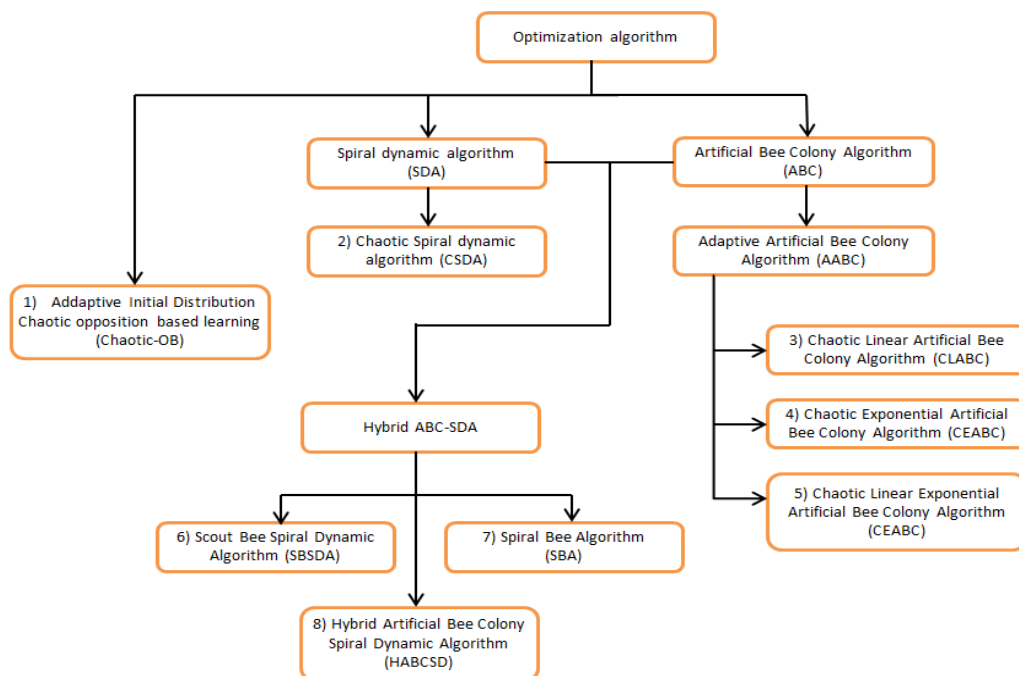 Optimization algorithm
Spiral dynamic algorithm
(SDA)
Artificial Bee Colony Algorithm
(ABC)
2) Chaotic Spiral dynamic
algorithm (CSDA)
Adaptive Artificial Bee Colony
Algorithm (AABC)
1) Addaptive Initial Distribution
Chaotic opposition based learning
(Chaotic-OB)
3) Chaotic Linear Artificial Bee
Colony Algorithm (CLABC)
Hybrid ABC-SDA
4) Chaotic Exponential Artificial
Bee Colony Algorithm (CEABC)
5) Chaotic Linear Exponential
Artificial Bee Colony Algorithm
(CEABC)
6) Scout Bee Spiral Dynamic
Algorithm (SBSDA)
7) Spiral Bee Algorithm
(SBA)
8) Hybrid Artificial Bee Colony
Spiral Dynamic Algorithm
(HABCSD)